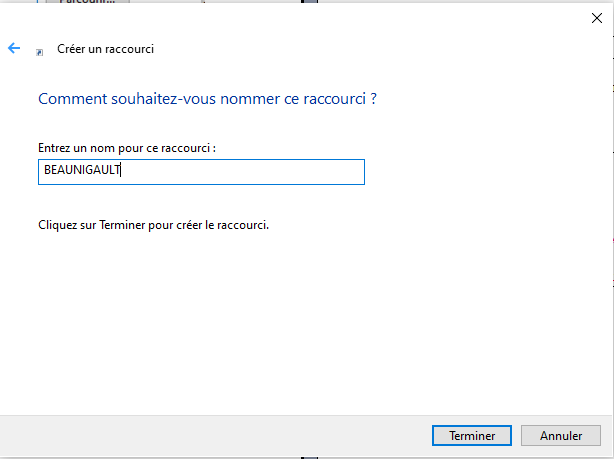 Créer un raccourci
Comment souhaitez-vous nommer ce raccourci ?
Entrez un nom pour ce raccourci :
BEAUNIGAULT
Cliquez sur Terminer pour créer le raccourci.
Terminer
Annuler